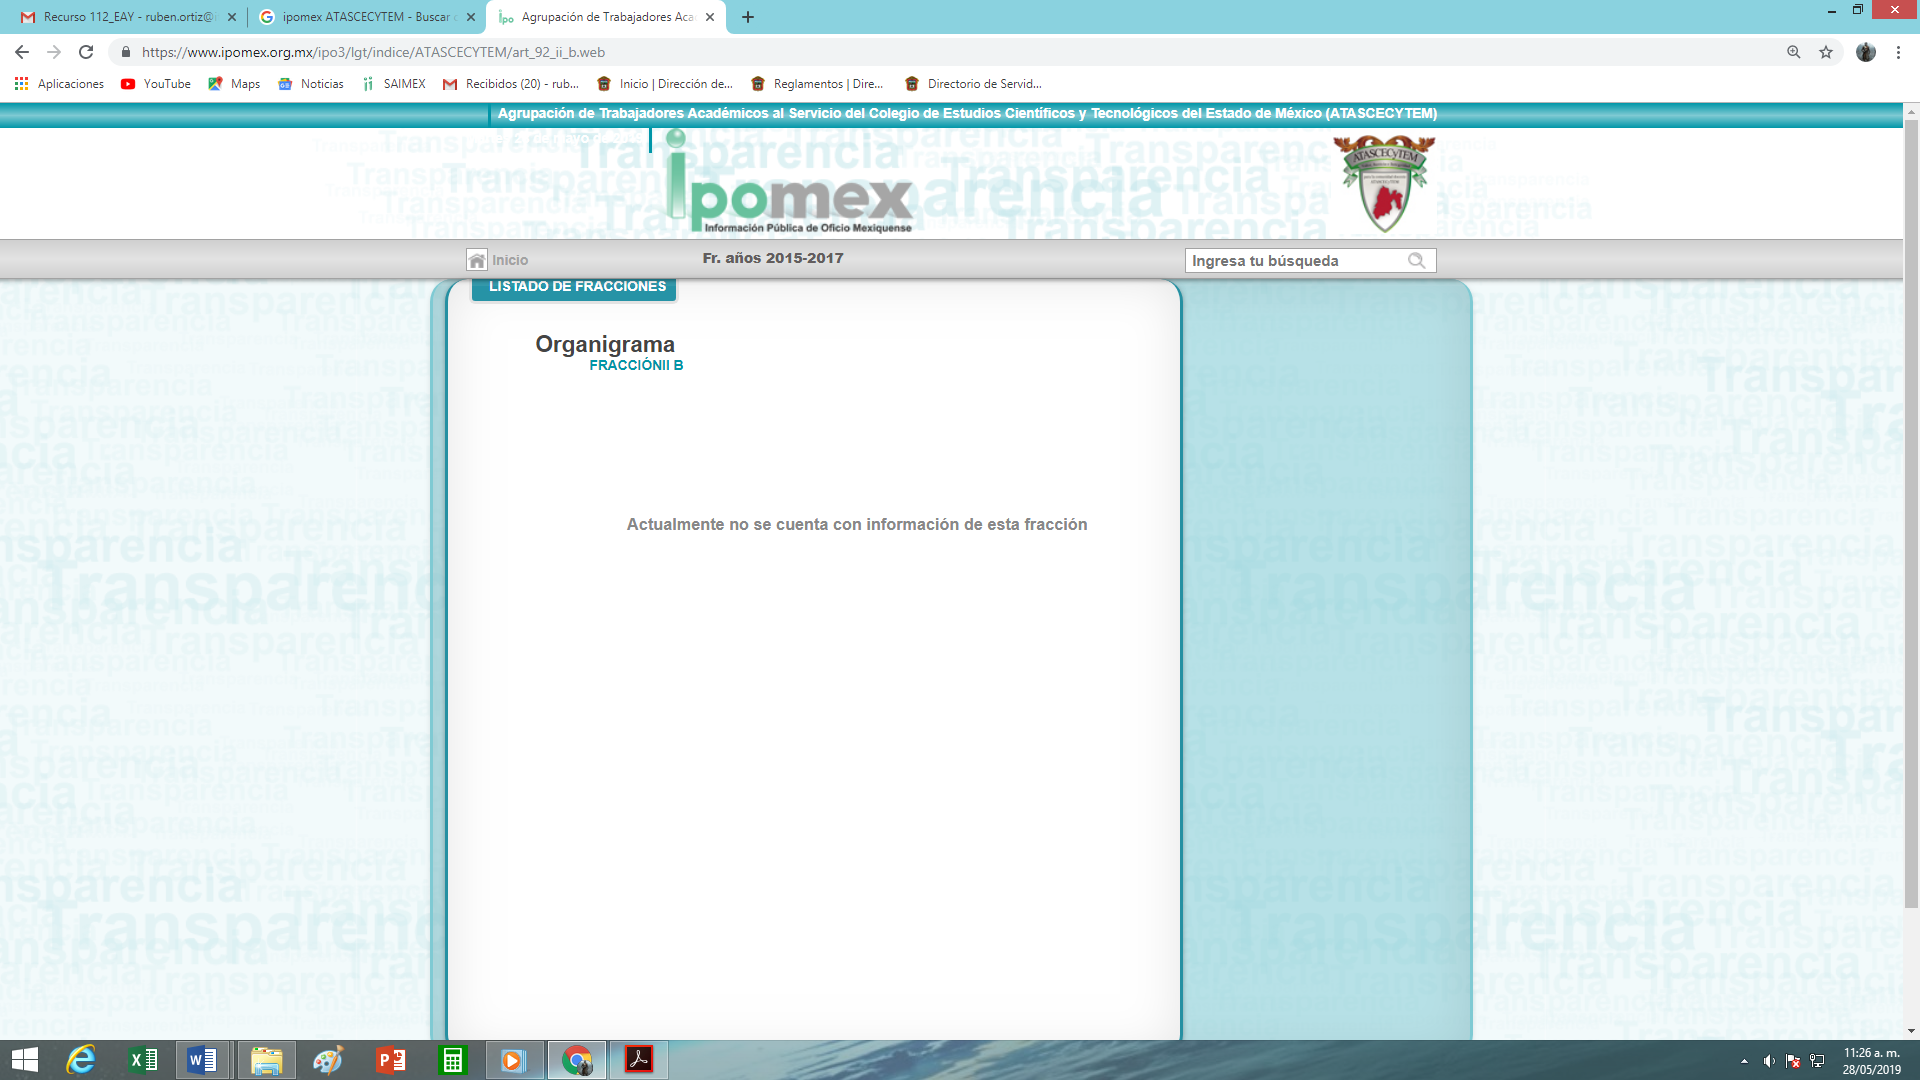 Recurso 112_EAY - ruben.ortiz@
ipomex ATASCECYTEM - Buscar
Agrupación de Trabajadores Aca
https://www.ipomex.org.mx/ipo3/lgt/indice/ATASCECYTEM/art_92_ii_b.web
Aplicaciones
YouTube
Maps
Noticias
SAIMEX
Recibidos (20) - rub...
Inicio | Dirección de...
Reglamentos | Dire...
Directorio de Servid...
Agrupación de Trabajadores Académicos al Servicio del Colegio de Estudios Científicos y Tecnológicos del Estado de México (ATASCECYTEM)
ipomex
Información Pública de Oficio Mexiquense
ATASCECYTEM
Inicio
Fr. años 2015-2017
Ingresa tu búsqueda
LISTADO DE FRACCIONES
Organigrama
FRACCIÓNII B
Actualmente no se cuenta con información de esta fracción
Transparencia
11:26 a. m.
28/05/2019